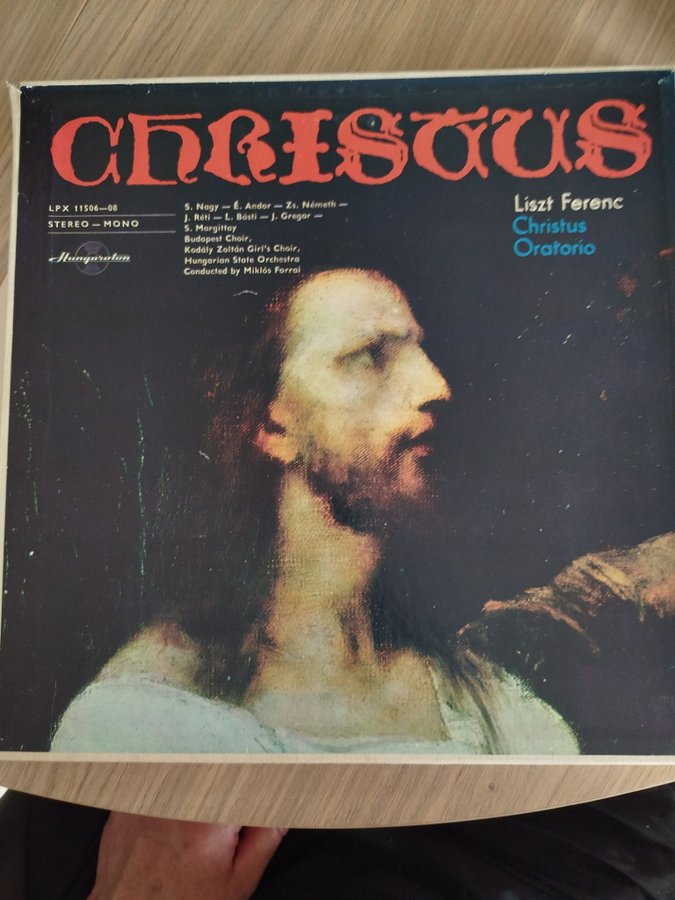 CHRISTUS
LPX 11506—08
STEREO — MONO
Hungaroton
S. Nagy — É. Andor — Zs. Németh —
J. Réti — L. Básti — J. Gregor —
S. Margittay
Budapest Choir,
Kodály Zoltán Girl's Choir,
Hungarian State Orchestra
Conducted by Miklós Forrai
Liszt Ferenc
Christus
Oratorio